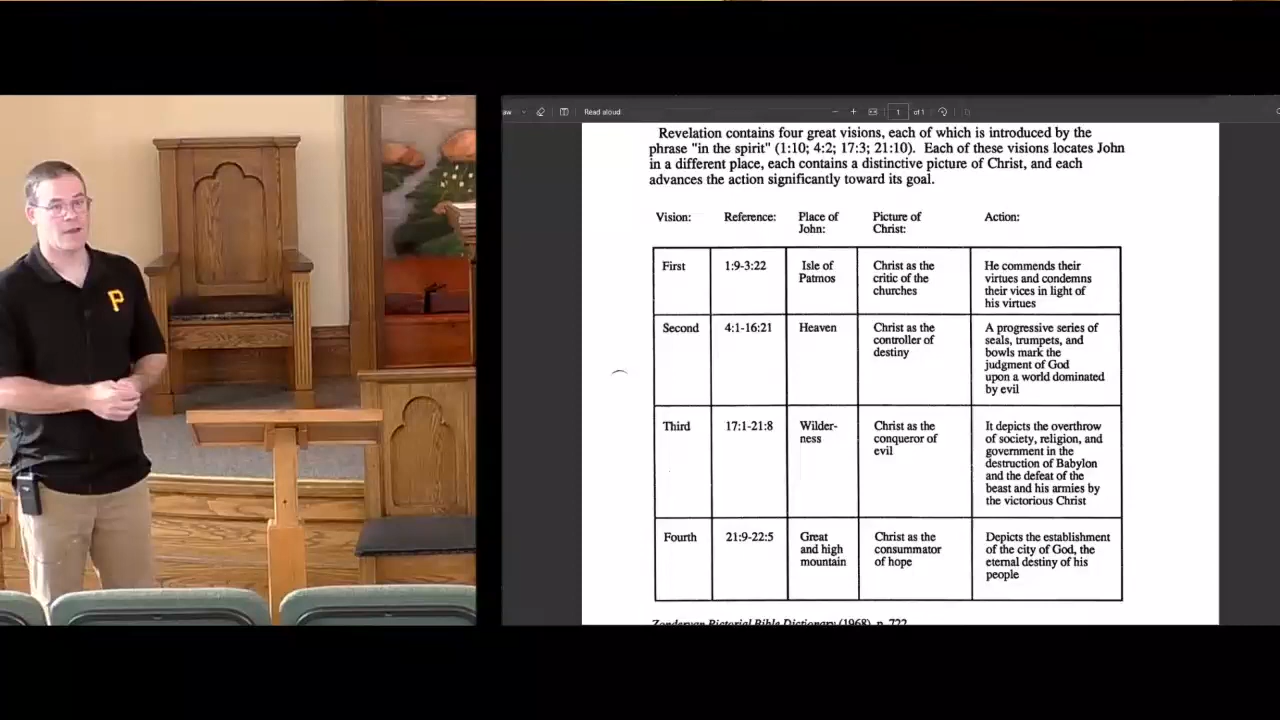 P
aw
Read aloud
1
of 1
Revelation contains four great visions, each of which is introduced by the
phrase "in the spirit" (1:10; 4:2; 17:3; 21:10). Each of these visions locates John
in a different place, each contains a distinctive picture of Christ, and each
advances the action significantly toward its goal.
Vision: Reference: Place of John: Picture of Christ: Action:
First 1:9-3:22 Isle of Christ as the He commends their
Patmos critic of the virtues and condemns
churches their vices in light of
his virtues
Second 4:1-16:21 Heaven Christ as the A progressive series of
controller of seals, trumpets, and
destiny bowls mark the
judgment of God
upon a world dominated
by evil
Third 17:1-21:8 Wilder- Christ as the It depicts the overthrow
ness conqueror of of society, religion, and
evil government in the
destruction of Babylon
and the defeat of the
beast and his armies by
the victorious Christ
Fourth 21:9-22:5 Great Christ as the Depicts the establishment
and high consummator of the city of God, the
mountain of hope eternal destiny of his
people
Zondervan Pictorial Bible Dictionary (1968), p. 722